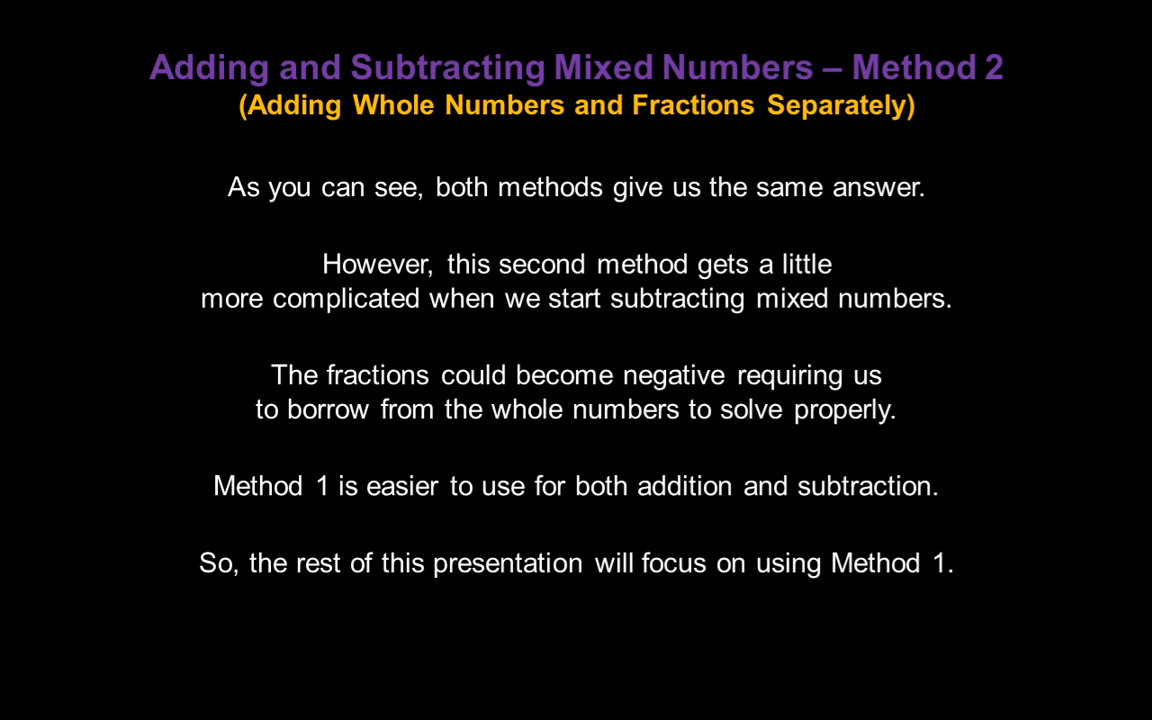 Adding and Subtracting Mixed Numbers – Method 2
(Adding Whole Numbers and Fractions Separately)
As you can see, both methods give us the same answer.
However, this second method gets a little
more complicated when we start subtracting mixed numbers.
The fractions could become negative requiring us
to borrow from the whole numbers to solve properly.
Method 1 is easier to use for both addition and subtraction.
So, the rest of this presentation will focus on using Method 1.